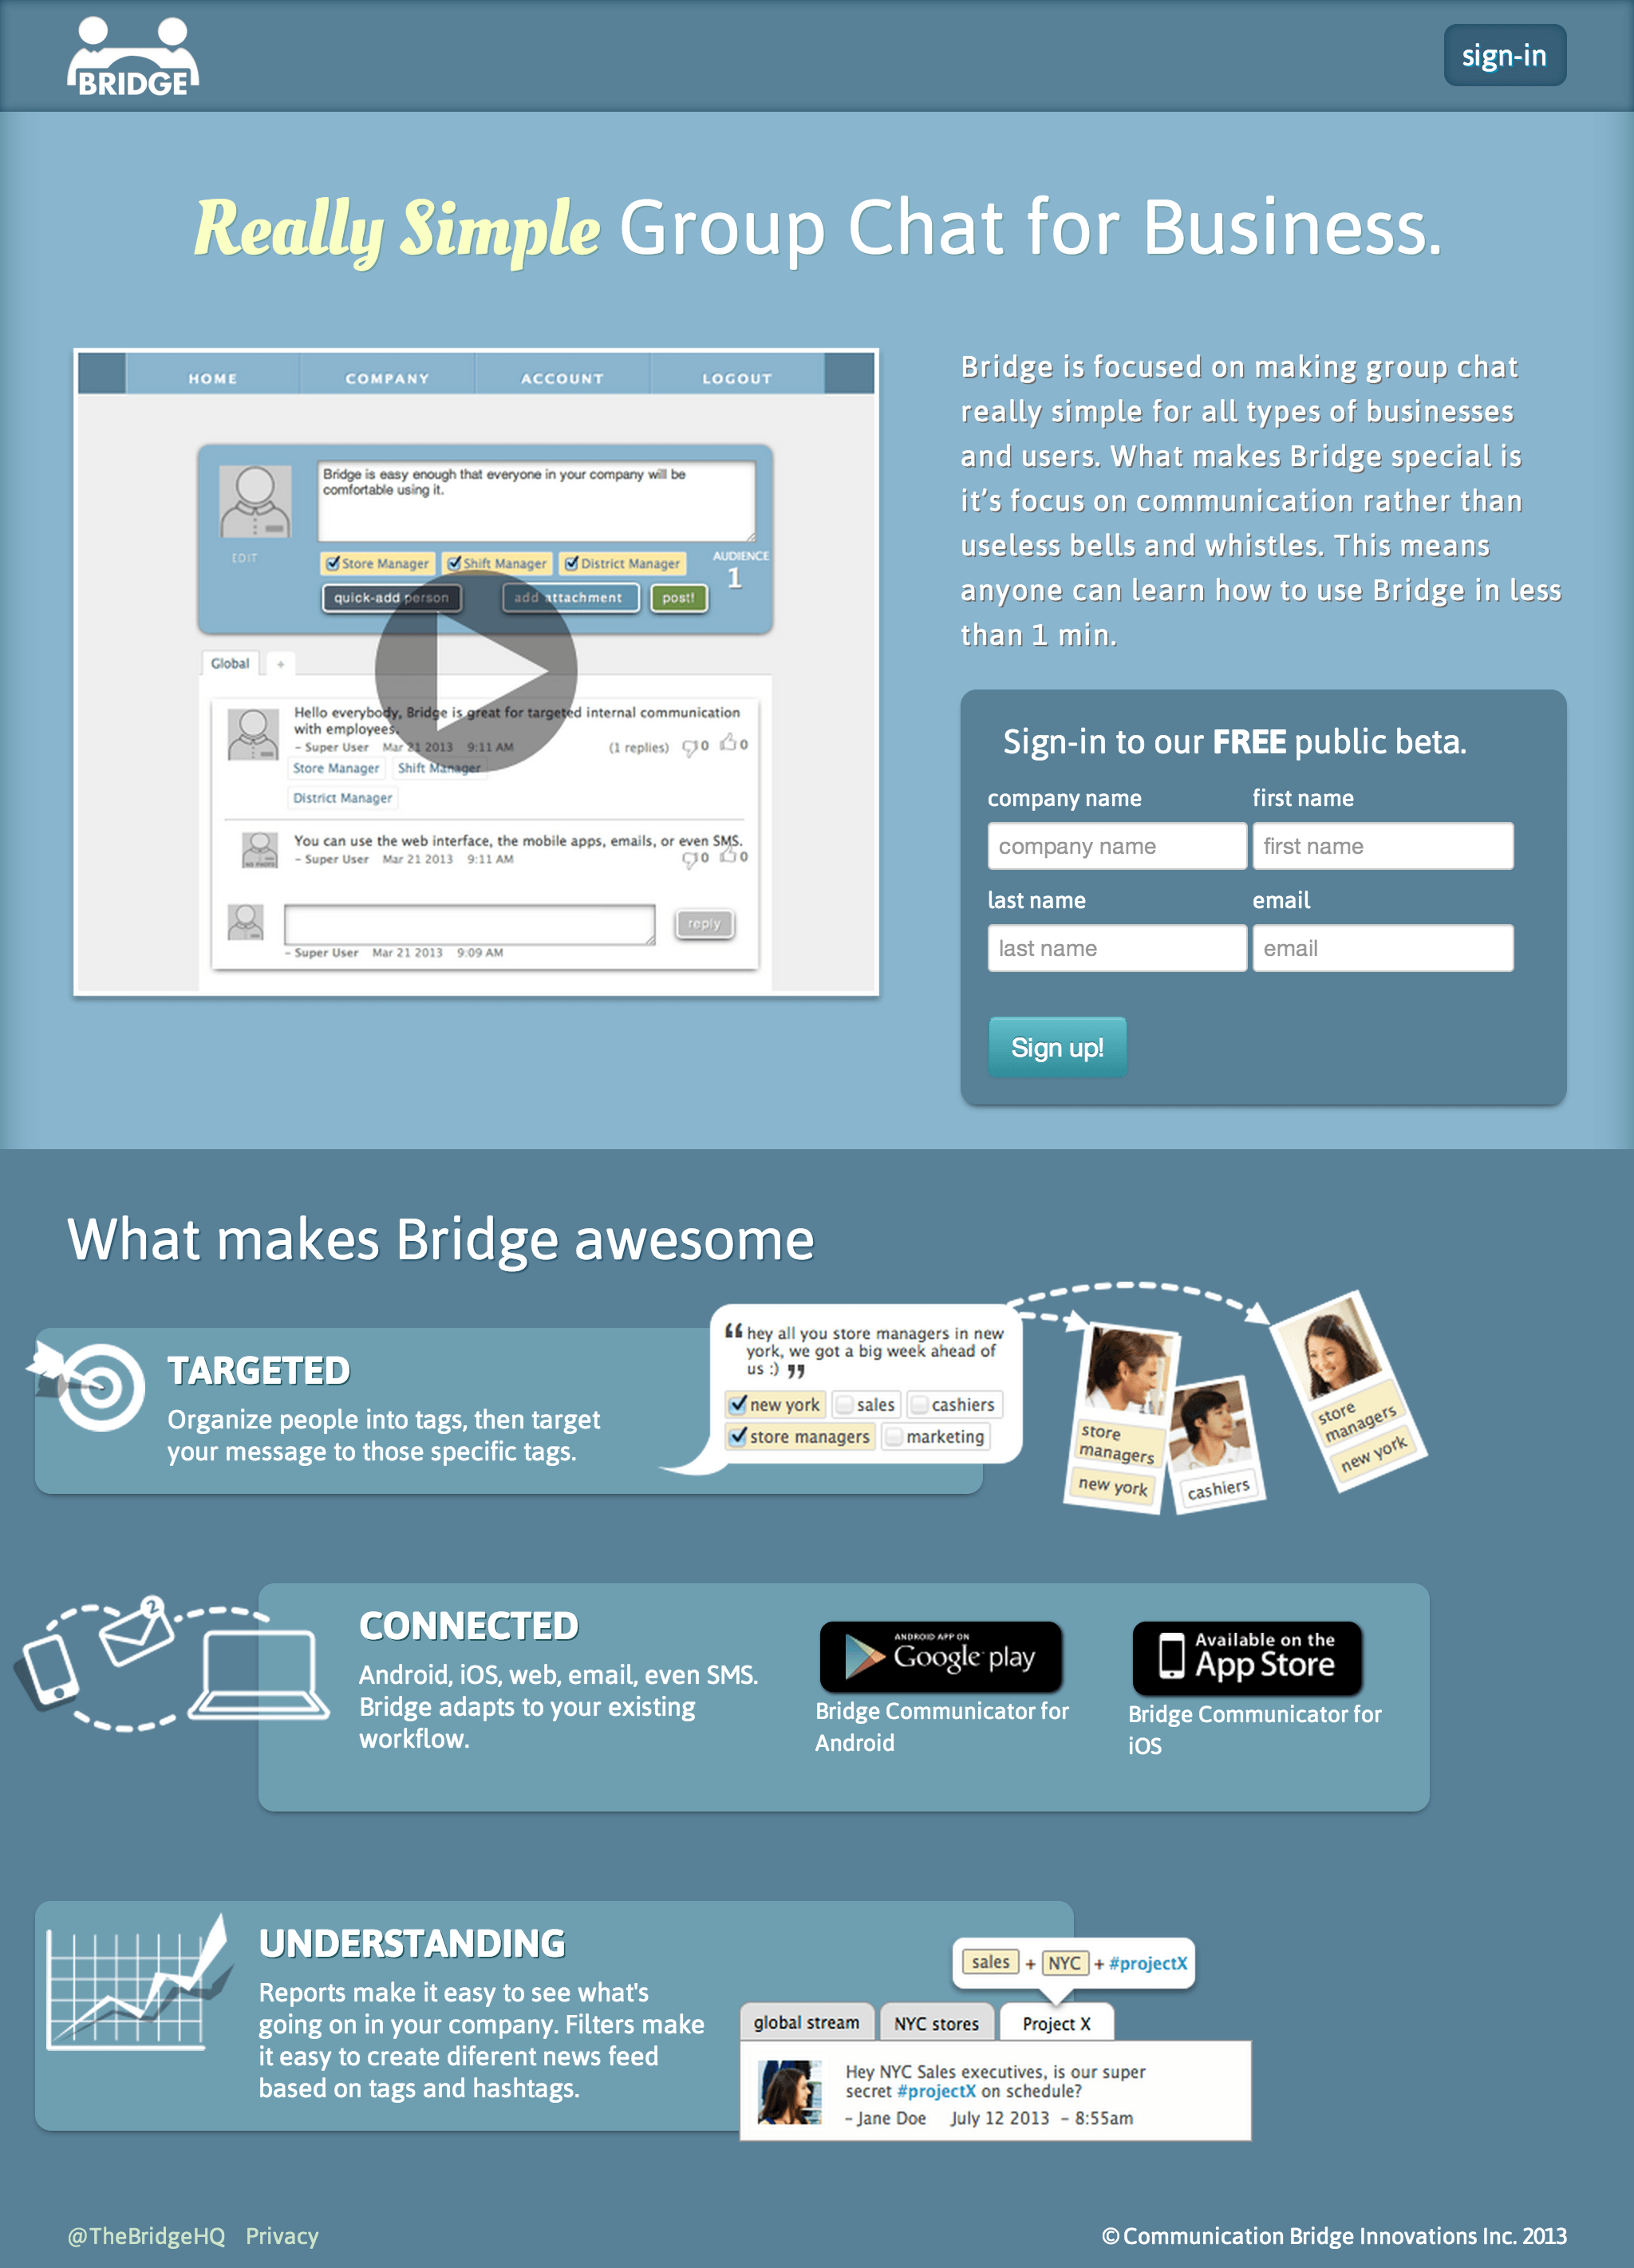 BRIDGE
sign-in
Really Simple Group Chat for Business.
HOME COMPANY ACCOUNT LOGOUT
Bridge is easy enough that everyone in your company will be
comfortable using it.
EDIT
Store Manager Shift Manager District Manager
AUDIENCE
1
quick-add person add attachment post!
Global +
Hello everybody, Bridge is great for targeted internal communication
with employees.
– Super User Mar 21 2013 9:11 AM (1 replies) 0 0
Store Manager Shift Manager
District Manager
You can use the web interface, the mobile apps, emails, or even SMS.
– Super User Mar 21 2013 9:11 AM 0 0
NO PHOTO
reply
– Super User Mar 21 2013 9:09 AM
Bridge is focused on making group chat
really simple for all types of businesses
and users. What makes Bridge special is
it’s focus on communication rather than
useless bells and whistles. This means
anyone can learn how to use Bridge in less
than 1 min.
Sign-in to our FREE public beta.
company name first name
company name first name
last name email
last name email
Sign up!
What makes Bridge awesome
TARGETED
Organize people into tags, then target
your message to those specific tags.
“ hey all you store managers in new
york, we got a big week ahead of
us :) ”
new york sales cashiers
store managers marketing
store
managers
new york
cashiers
store
managers
new york
2
CONNECTED
Android, iOS, web, email, even SMS.
Bridge adapts to your existing
workflow.
ANDROID APP ON
Google play
Bridge Communicator for
Android
Available on the
App Store
Bridge Communicator for
iOS
UNDERSTANDING
Reports make it easy to see what's
going on in your company. Filters make
it easy to create diferent news feed
based on tags and hashtags.
sales + NYC + #projectX
global stream NYC stores Project X
Hey NYC Sales executives, is our super
secret #projectX on schedule?
– Jane Doe July 12 2013 – 8:55am
@TheBridgeHQ Privacy
© Communication Bridge Innovations Inc. 2013